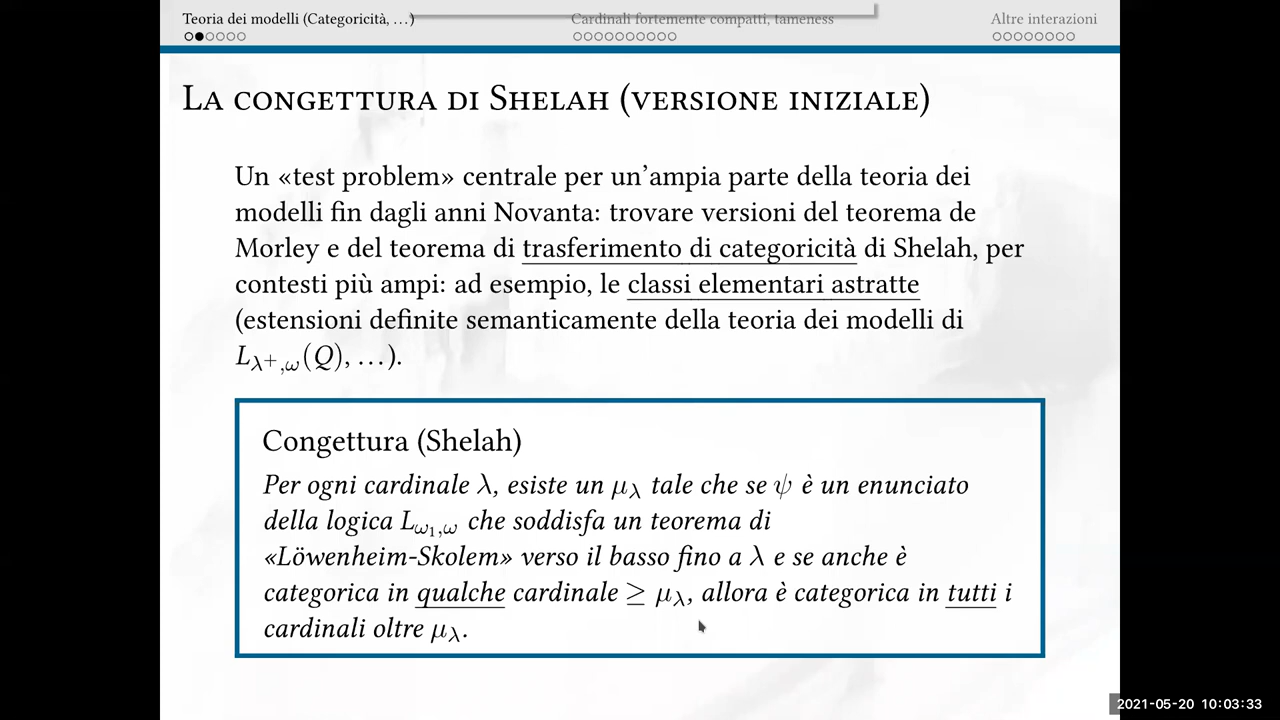 Teoria dei modelli (Categoricità, …)
Cardinali fortemente compatti, tameness
Altre interazioni
La congettura di Shelah (versione iniziale)
Un «test problem» centrale per un’ampia parte della teoria dei
modelli fin dagli anni Novanta: trovare versioni del teorema de
Morley e del teorema di trasferimento di categoricità di Shelah, per
contesti più ampi: ad esempio, le classi elementari astratte
(estensioni definite semanticamente della teoria dei modelli di
L_{λ⁺,ω}(Q), …).
Congettura (Shelah)
Per ogni cardinale λ, esiste un μ_λ tale che se ψ è un enunciato
della logica L_{ω₁,ω} che soddisfa un teorema di
«Löwenheim-Skolem» verso il basso fino a λ e se anche è
categorica in qualche cardinale ≥ μ_λ, allora è categorica in tutti i
cardinali oltre μ_λ.
2021-05-20 10:03:33